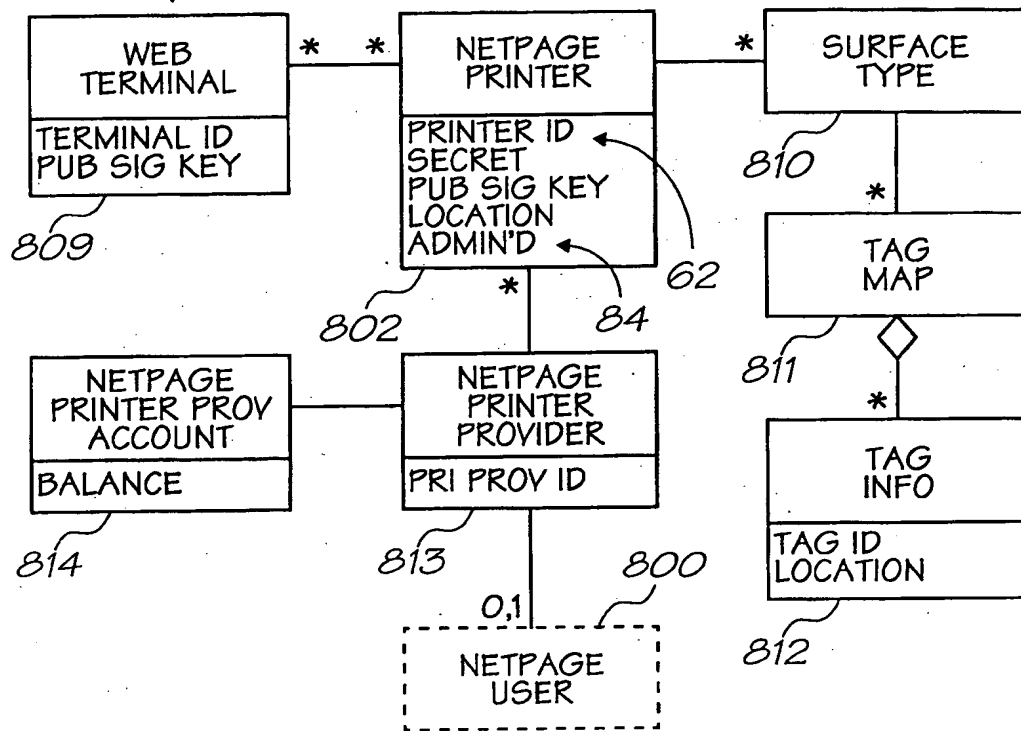 WEB
TERMINAL
TERMINAL ID
PUB SIG KEY
809
*
*
NETPAGE
PRINTER
PRINTER ID
SECRET
PUB SIG KEY
LOCATION
ADMIN'D
802
62
84
*
*
SURFACE
TYPE
810
*
TAG
MAP
811
*
TAG
INFO
TAG ID
LOCATION
812
NETPAGE
PRINTER PROV
ACCOUNT
BALANCE
814
NETPAGE
PRINTER
PROVIDER
PRI PROV ID
813
800
0,1
NETPAGE
USER